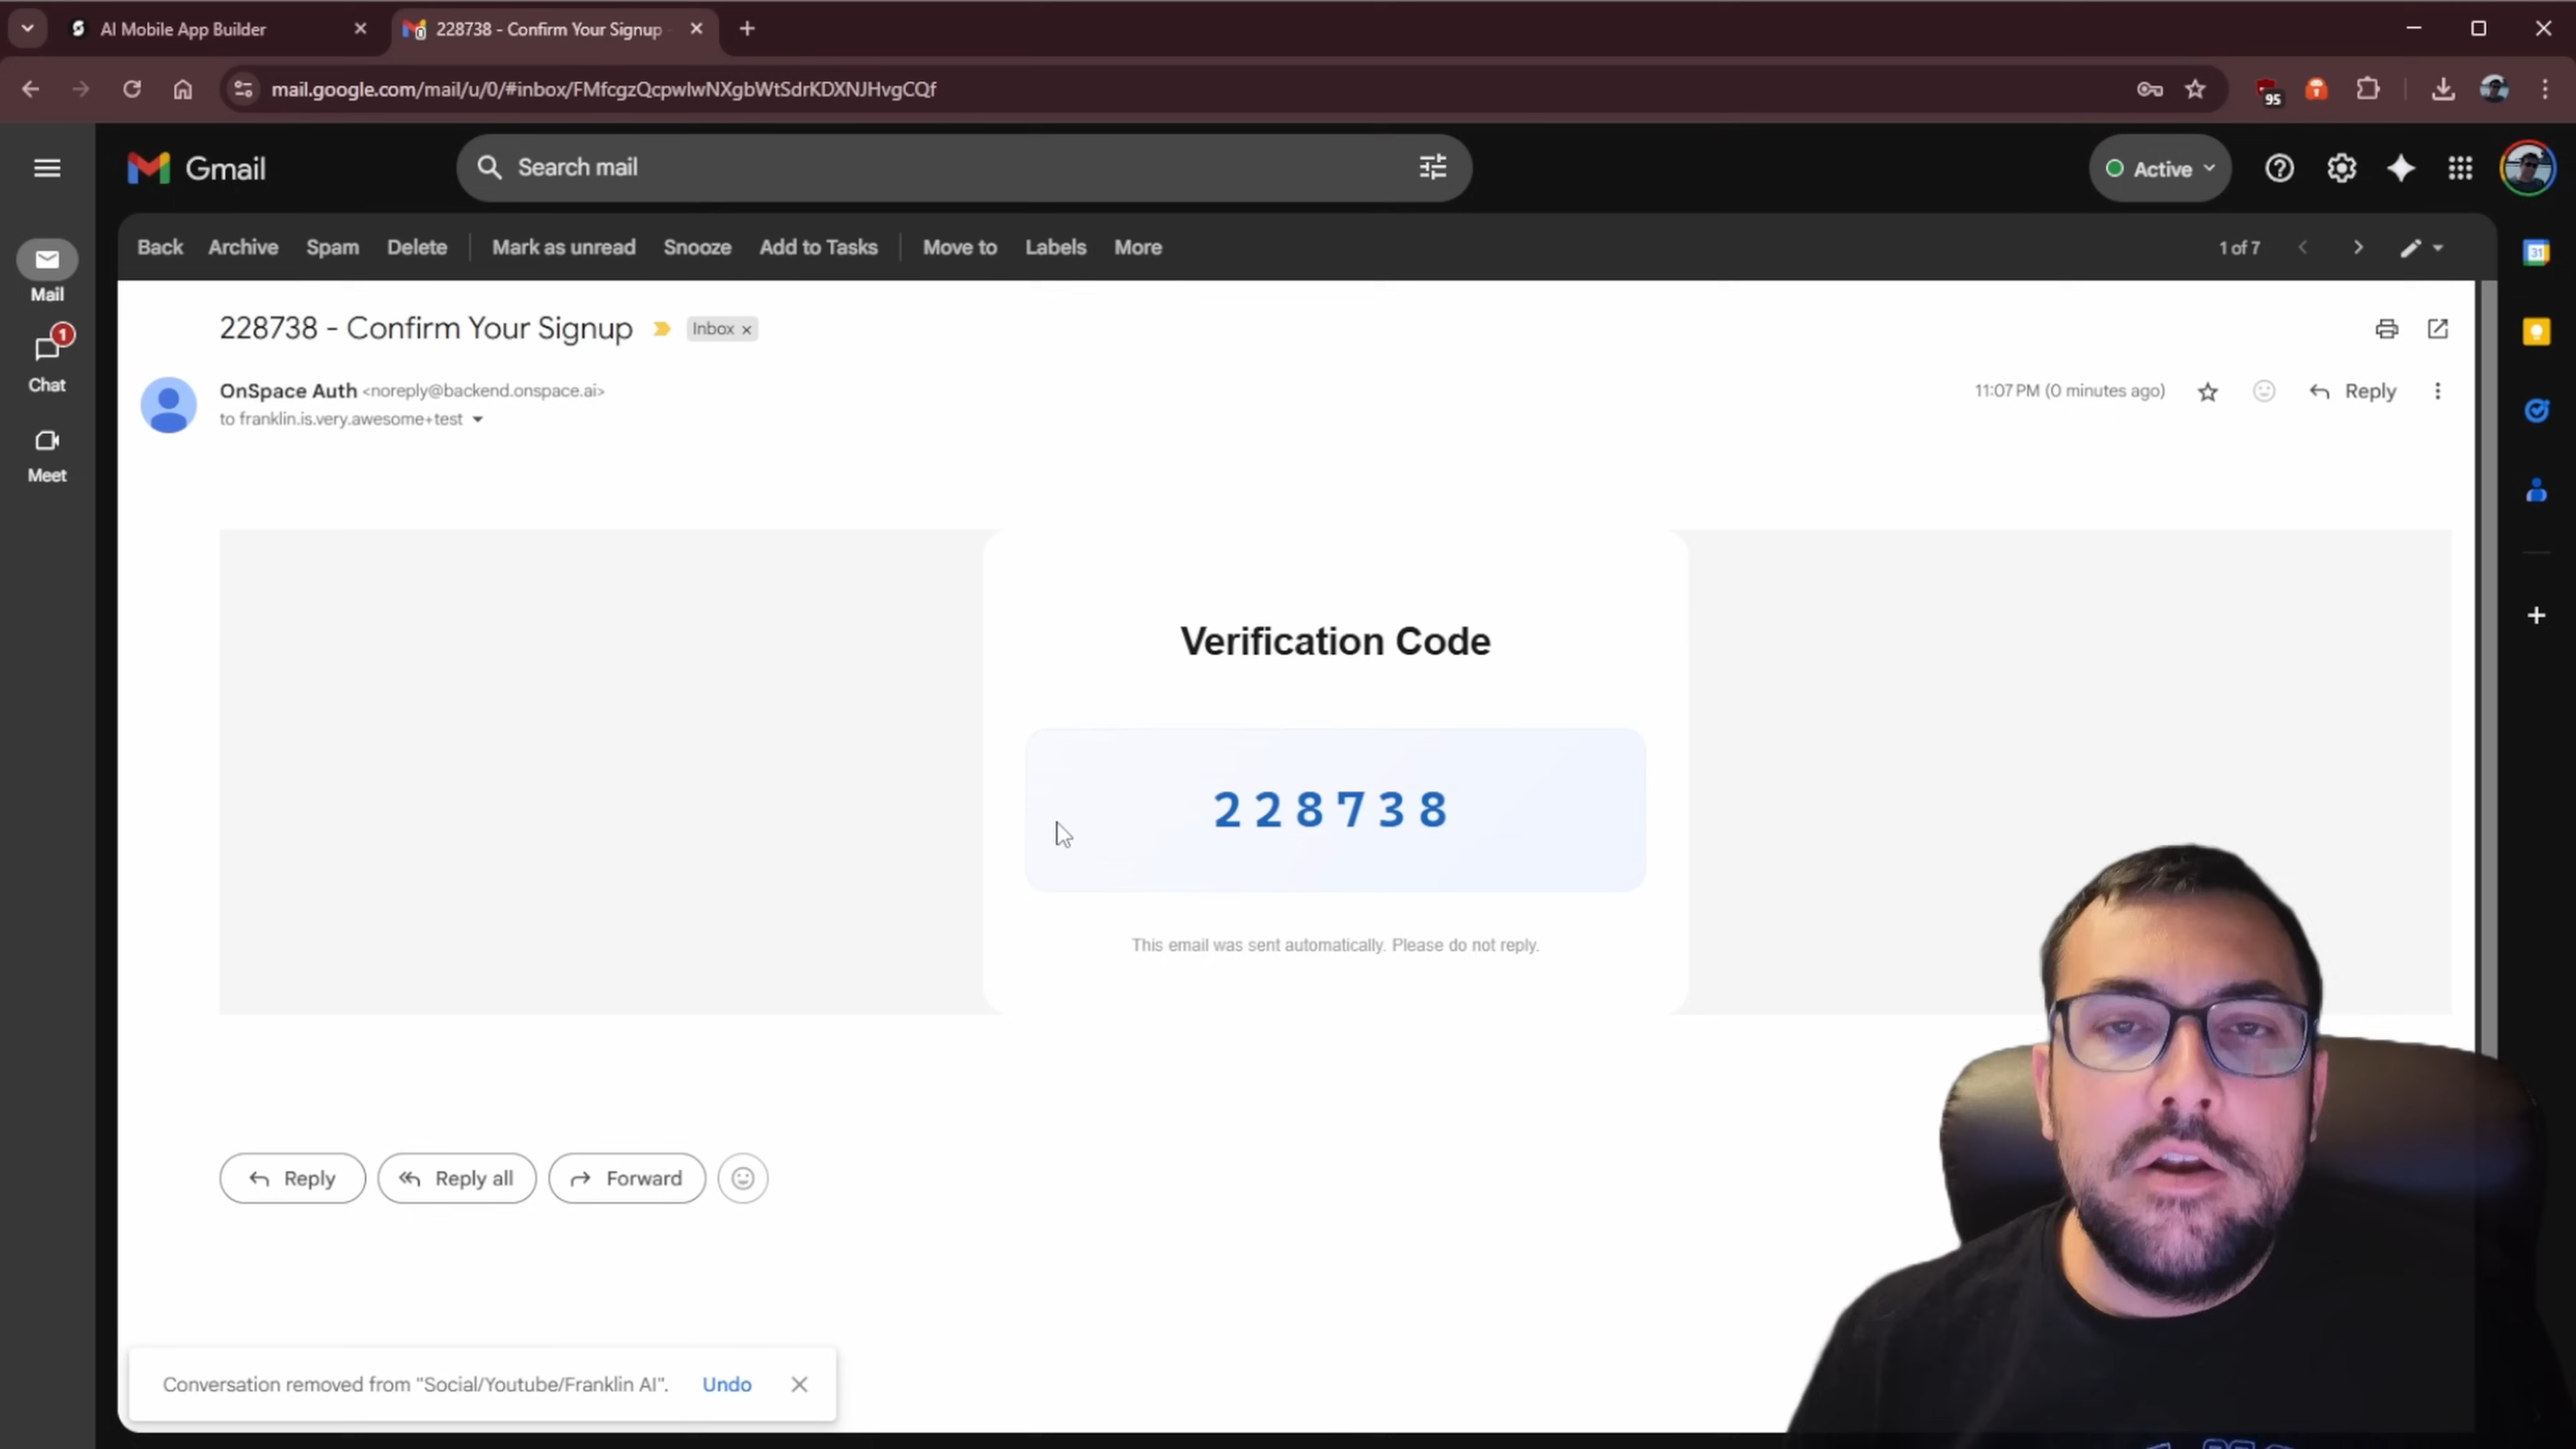 AI Mobile App Builder
228738 - Confirm Your Signup
mail.google.com/mail/u/0/#inbox/FMfcgzQcpwlwNXgbWtSdrKDXNJHvgCQf
95
Gmail
Search mail
Active
Mail
1
Chat
Meet
Back Archive Spam Delete Mark as unread Snooze Add to Tasks Move to Labels More
1 of 7
31
228738 - Confirm Your Signup
Inbox x
OnSpace Auth <noreply@backend.onspace.ai>
11:07 PM (0 minutes ago)
Reply
to franklin.is.very.awesome+test
Verification Code
228738
This email was sent automatically. Please do not reply.
Reply
Reply all
Forward
Conversation removed from "Social/Youtube/Franklin AI". Undo